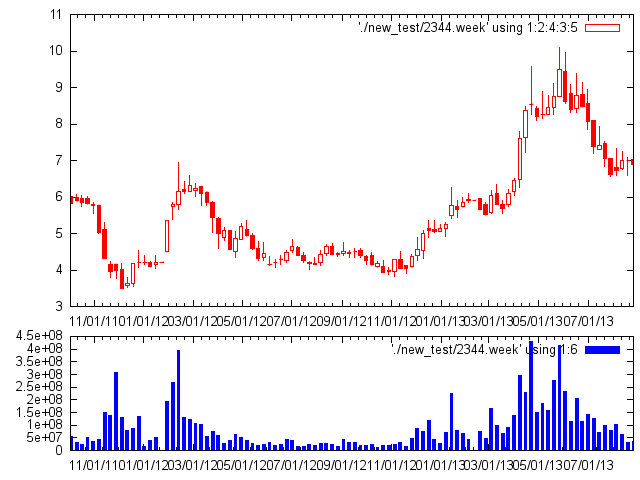 11
'./new_test/2344.week' using 1:2:4:3:5
10
9
8
7
6
5
4
3
11/01/11 01/01/12 03/01/12 05/01/12 07/01/12 09/01/12 11/01/12 01/01/13 03/01/13 05/01/13 07/01/13
4.5e+08
'./new_test/2344.week' using 1:6
4e+08
3.5e+08
3e+08
2.5e+08
2e+08
1.5e+08
1e+08
5e+07
0
11/01/11 01/01/12 03/01/12 05/01/12 07/01/12 09/01/12 11/01/12 01/01/13 03/01/13 05/01/13 07/01/13